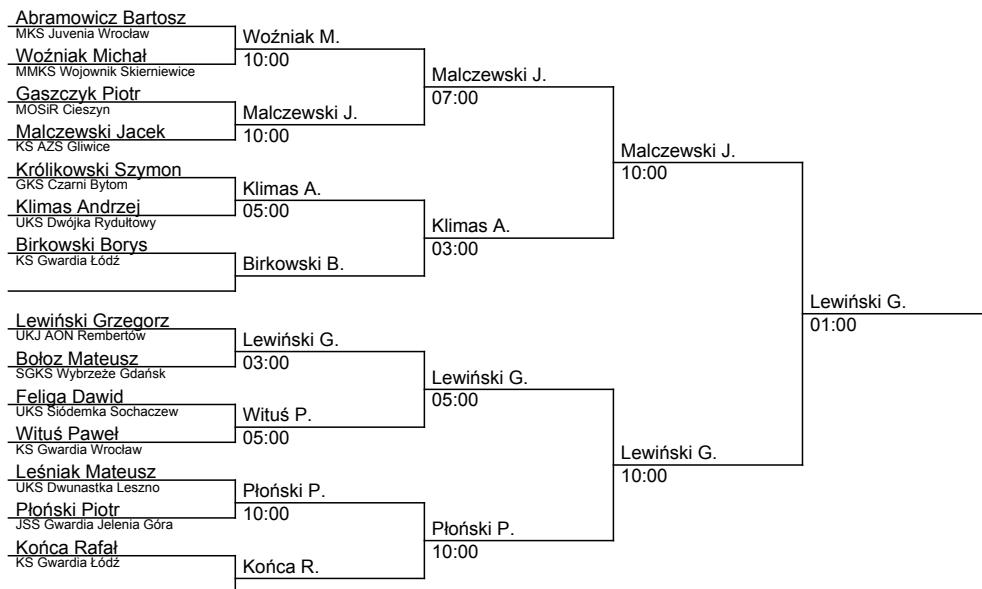 Abramowicz Bartosz
MKS Juvenia Wrocław
Woźniak Michał
MMKS Wojownik Skierniewice
Gaszczyk Piotr
MOSiR Cieszyn
Malczewski Jacek
KS AZS Gliwice
Królikowski Szymon
GKS Czarni Bytom
Klimas Andrzej
UKS Dwójka Rydułtowy
Birkowski Borys
KS Gwardia Łódź
Lewiński Grzegorz
UKJ AON Rembertów
Bołoz Mateusz
SGKS Wybrzeże Gdańsk
Feliga Dawid
UKS Siódemka Sochaczew
Wituś Paweł
KS Gwardia Wrocław
Leśniak Mateusz
UKS Dwunastka Leszno
Płoński Piotr
JSS Gwardia Jelenia Góra
Końca Rafał
KS Gwardia Łódź
Woźniak M.
10:00
Malczewski J.
10:00
Klimas A.
05:00
Birkowski B.
Lewiński G.
03:00
Wituś P.
05:00
Płoński P.
10:00
Końca R.
Malczewski J.
07:00
Klimas A.
03:00
Lewiński G.
05:00
Płoński P.
10:00
Malczewski J.
10:00
Lewiński G.
10:00
Lewiński G.
01:00